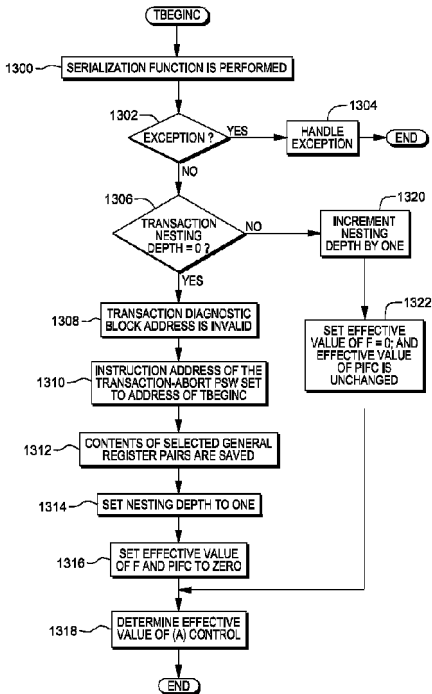 TBEGINC
1300
SERIALIZATION FUNCTION IS PERFORMED
1302
EXCEPTION ?
YES
1304
HANDLE
EXCEPTION
END
NO
1306
TRANSACTION
NESTING
DEPTH = 0 ?
NO
1320
INCREMENT
NESTING
DEPTH BY ONE
YES
1308
TRANSACTION DIAGNOSTIC
BLOCK ADDRESS IS INVALID
1322
SET EFFECTIVE
VALUE OF F = 0; AND
EFFECTIVE VALUE
OF PIFC IS
UNCHANGED
1310
INSTRUCTION ADDRESS OF THE
TRANSACTION-ABORT PSW SET
TO ADDRESS OF TBEGINC
1312
CONTENTS OF SELECTED GENERAL
REGISTER PAIRS ARE SAVED
1314
SET NESTING DEPTH TO ONE
1316
SET EFFECTIVE VALUE
OF F AND PIFC TO ZERO
1318
DETERMINE EFFECTIVE
VALUE OF (A) CONTROL
END